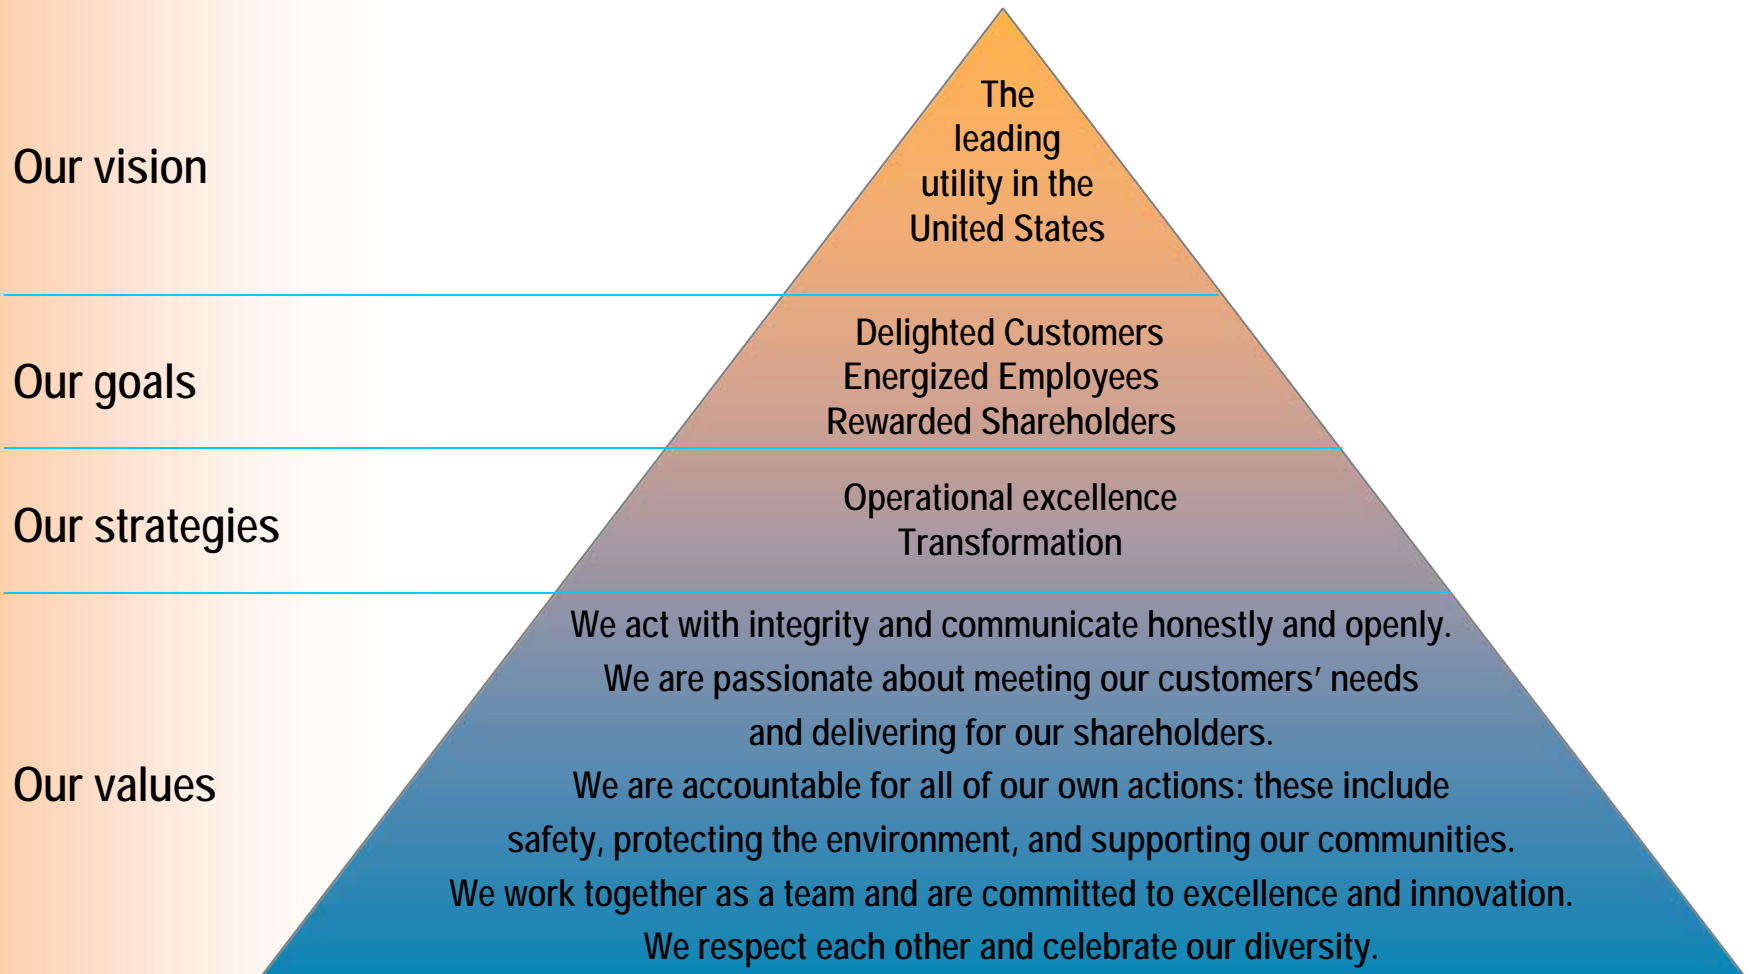 Our vision
The
leading
utility in the
United States
Our goals
Delighted Customers
Energized Employees
Rewarded Shareholders
Our strategies
Operational excellence
Transformation
Our values
We act with integrity and communicate honestly and openly.
We are passionate about meeting our customers’ needs
and delivering for our shareholders.
We are accountable for all of our own actions: these include
safety, protecting the environment, and supporting our communities.
We work together as a team and are committed to excellence and innovation.
We respect each other and celebrate our diversity.